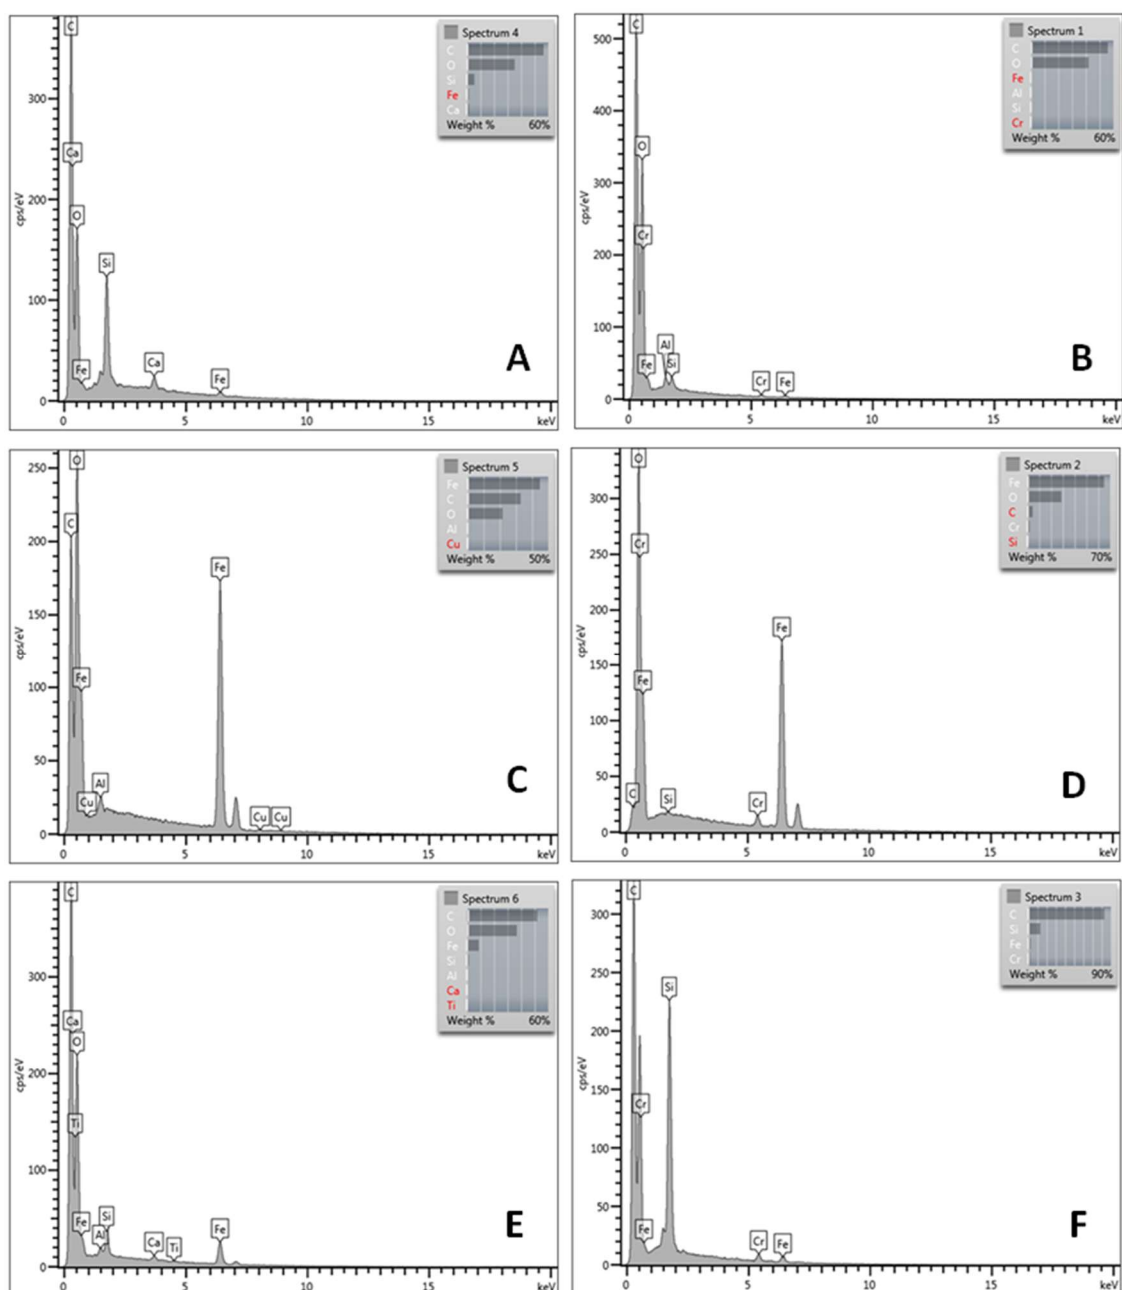 C
Ca
O
Si
Fe
Ca
Fe
300
200
100
0
cps/eV
0 5 10 15 keV
Spectrum 4
C
O
Si
Fe
Ca
Weight % 60%
A
C
O
Cr
Fe
Al
Si
Cr
Fe
500
400
300
200
100
0
cps/eV
0 5 10 15 keV
Spectrum 1
C
O
Fe
Al
Si
Cr
Weight % 60%
B
O
C
Fe
Fe
Al
Cu
Cu
Cu
250
200
150
100
50
0
cps/eV
0 5 10 15 keV
Spectrum 5
Fe
C
O
Al
Cu
Weight % 50%
C
O
Cr
Fe
Fe
C
Si
Cr
300
250
200
150
100
50
0
cps/eV
0 5 10 15 keV
Spectrum 2
Fe
O
C
Cr
Si
Weight % 70%
D
C
Ca
O
Ti
Fe
Al
Si
Ca
Ti
Fe
300
200
100
0
cps/eV
0 5 10 15 keV
Spectrum 6
C
O
Fe
Si
Al
Ca
Ti
Weight % 60%
E
C
Si
Cr
Fe
Cr
Fe
300
250
200
150
100
50
0
cps/eV
0 5 10 15 keV
Spectrum 3
C
Si
Fe
Cr
Weight % 90%
F